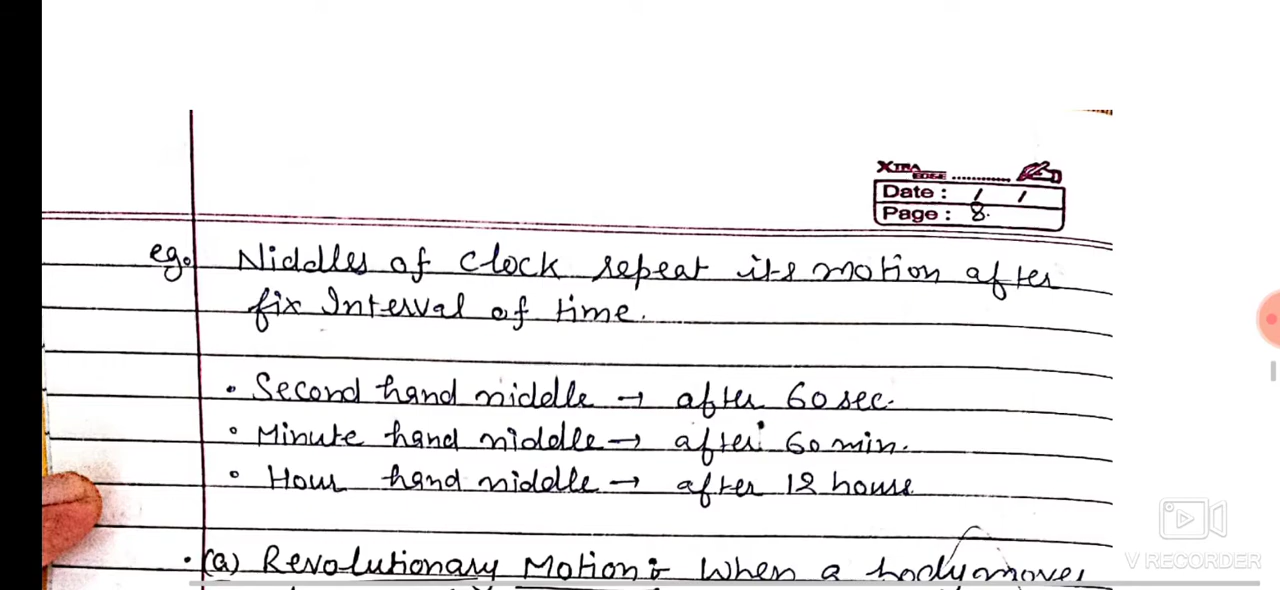 XTRA EDGE ............
Date : / /
Page : 8.
eg. Niddles of clock repeat its motion after
fix Interval of time.
• Second hand niddle → after 60 sec.
• Minute hand niddle → after 60 min.
• Hour hand niddle → after 12 hours
• (a) Revolutionary Motion :- When a body moves
V RECORDER